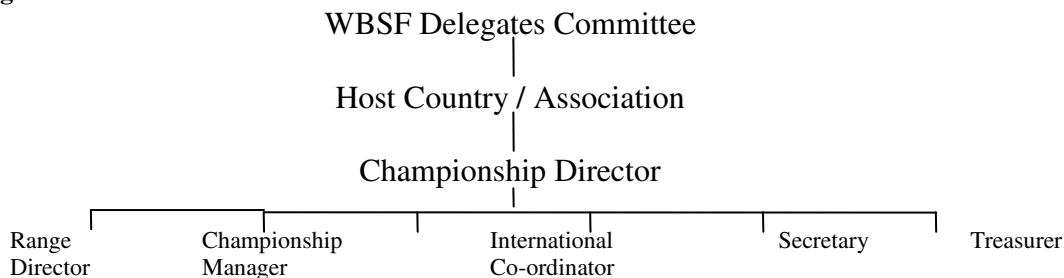 WBSF Delegates Committee
Host Country / Association
Championship Director
Range Director
Championship Manager
International Co-ordinator
Secretary
Treasurer